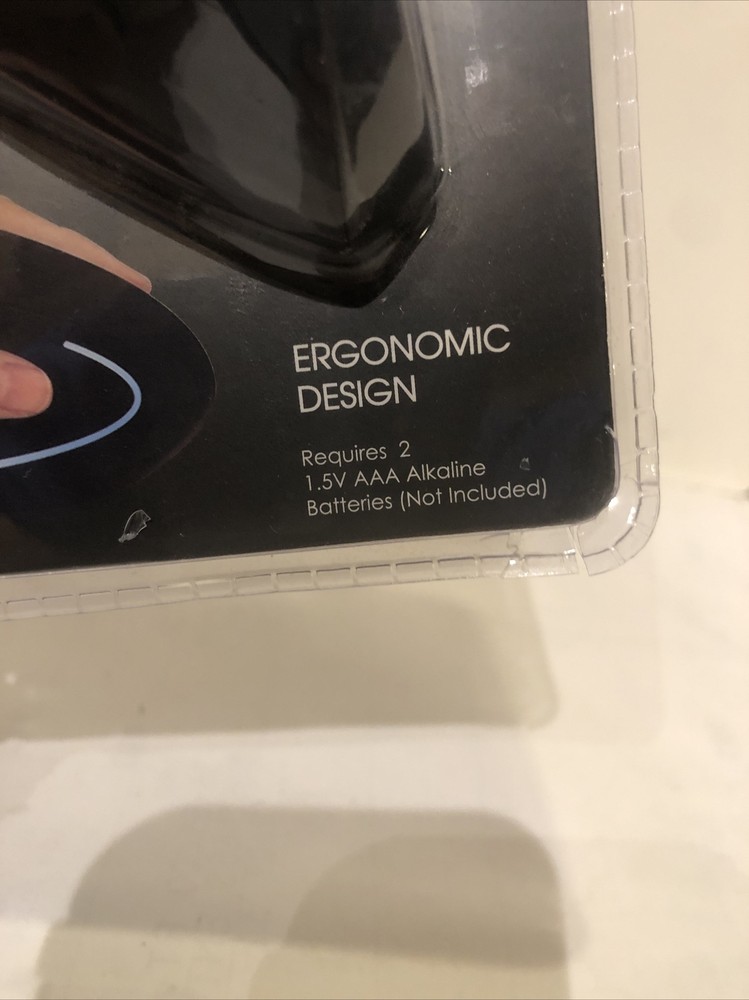 ERGONOMIC
DESIGN
Requires 2
1.5V AAA Alkaline
Batteries (Not Included)